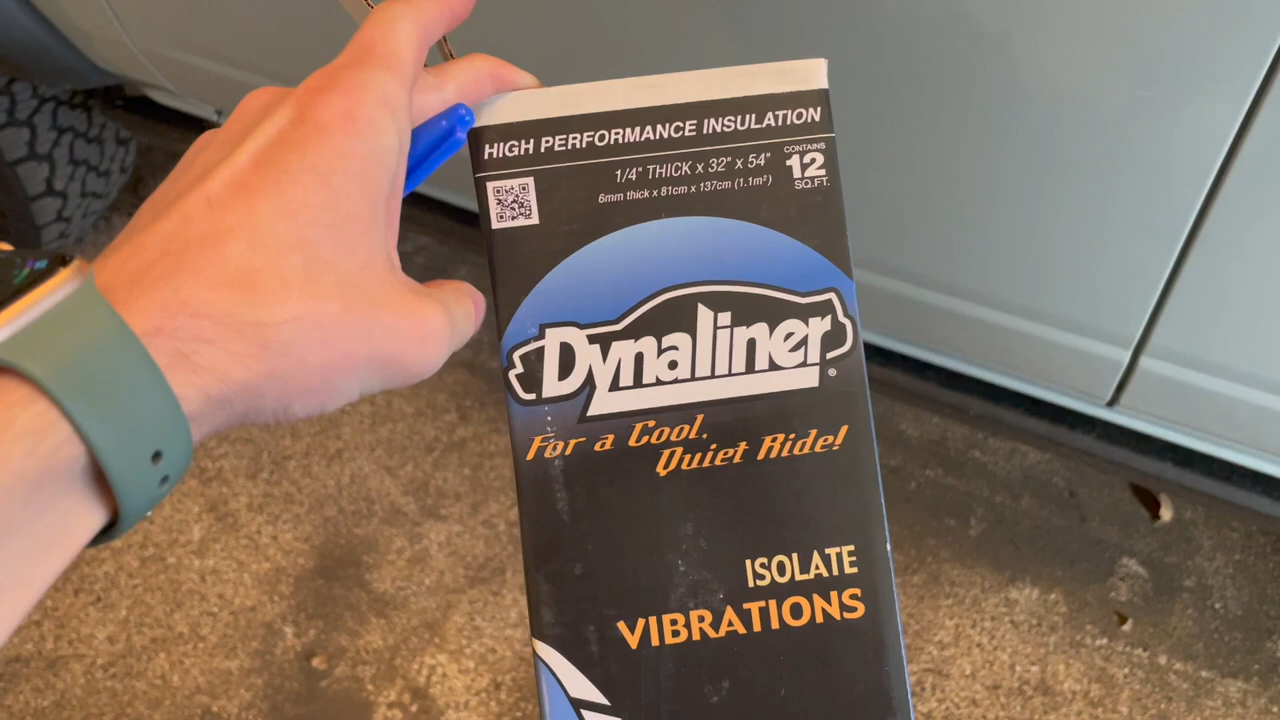 HIGH PERFORMANCE INSULATION
1/4" THICK x 32" x 54"
6mm thick x 81cm x 137cm (1.1m²)
CONTAINS
12
SQ.FT.
Dynaliner®
For a Cool,
Quiet Ride!
ISOLATE
VIBRATIONS